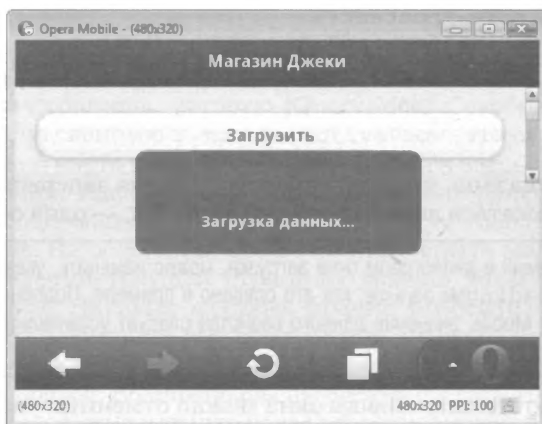 Opera Mobile - (480x320)
Магазин Джеки
Загрузить
Загрузка данных...
(480x320)
480x320 PPI: 100